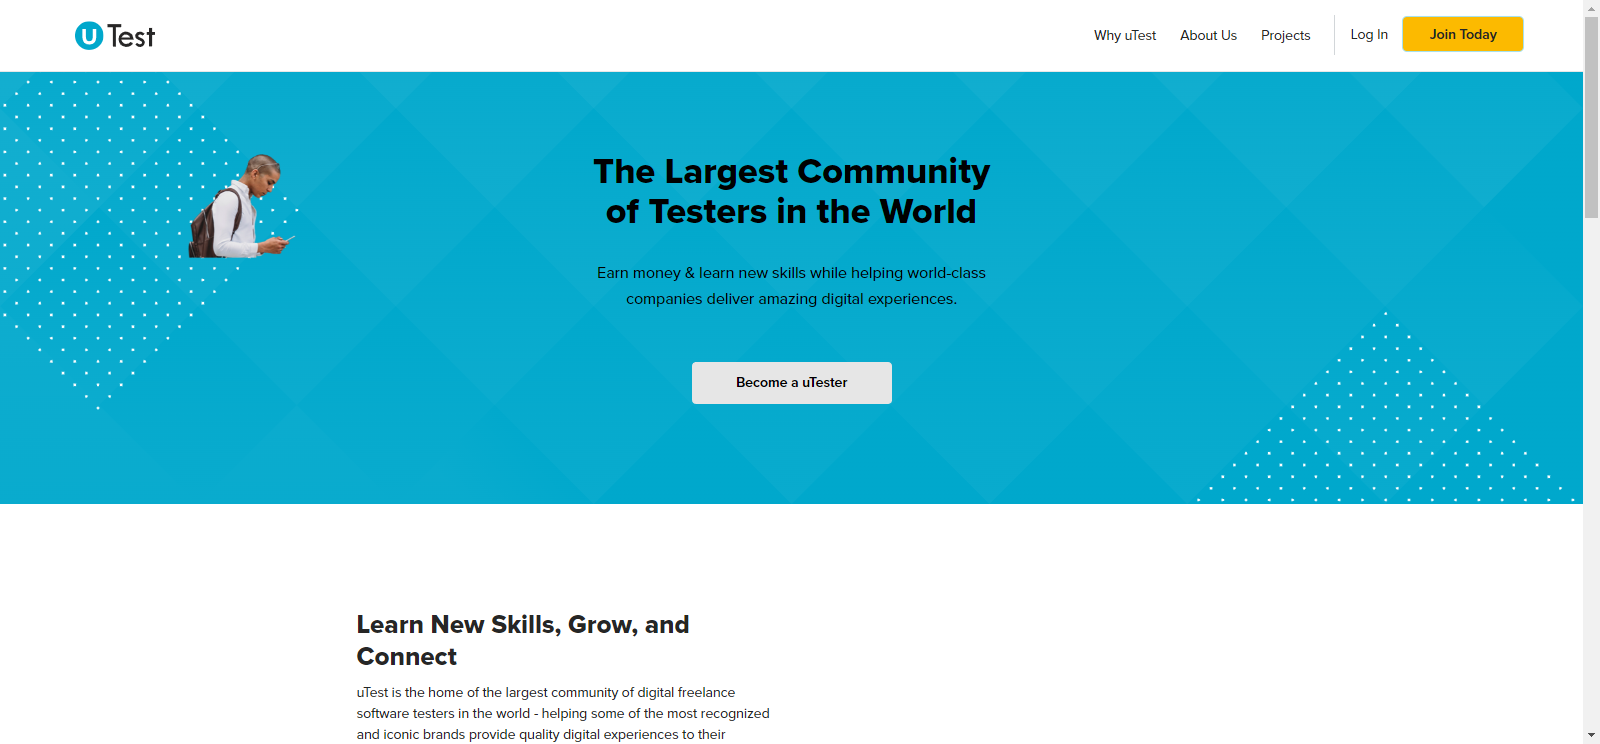 uTest
Why uTest
About Us
Projects
Log In
Join Today
The Largest Community
of Testers in the World
Earn money & learn new skills while helping world-class
companies deliver amazing digital experiences.
Become a uTester
Learn New Skills, Grow, and
Connect
uTest is the home of the largest community of digital freelance
software testers in the world - helping some of the most recognized
and iconic brands provide quality digital experiences to their